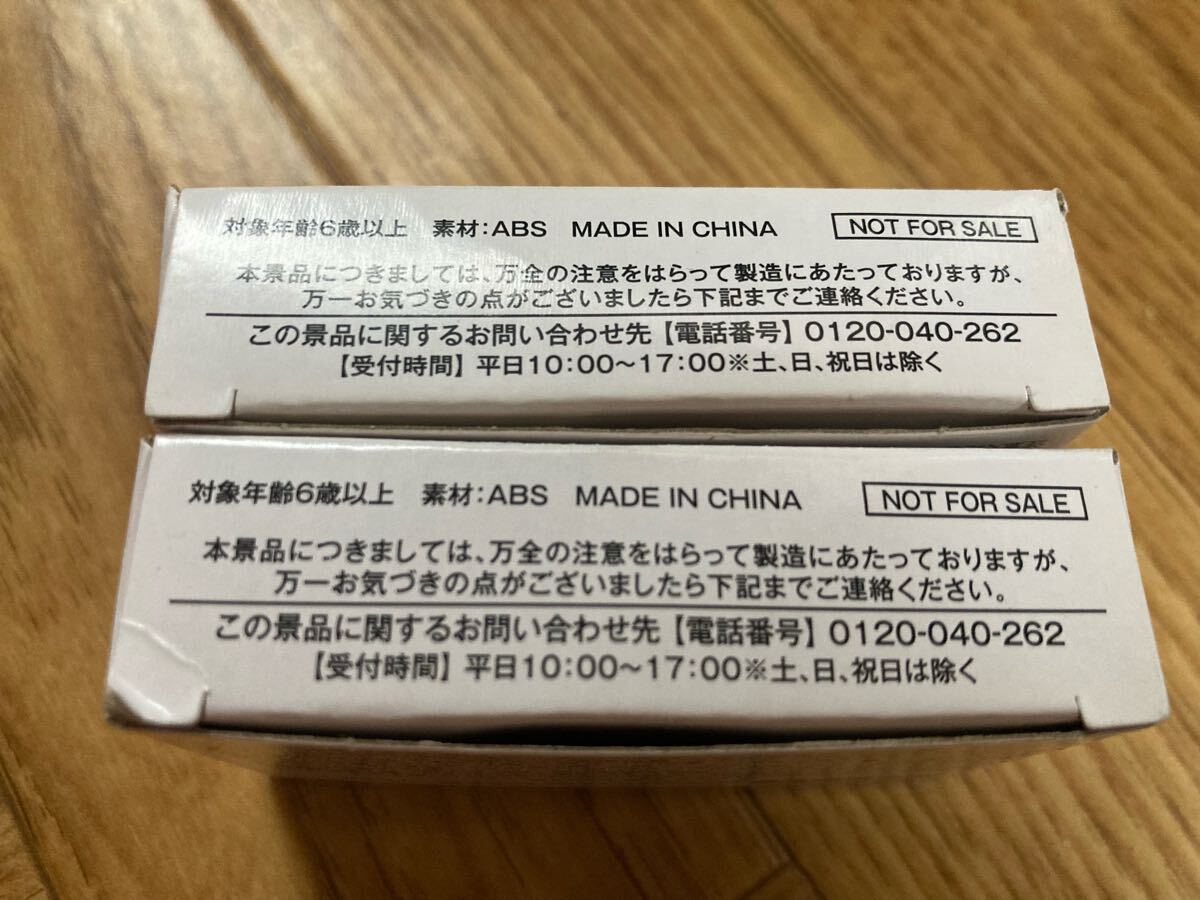 対象年齢6歳以上 素材:ABS MADE IN CHINA NOT FOR SALE
本景品につきましては、万全の注意をはらって製造にあたっておりますが、
万一お気づきの点がございましたら下記までご連絡ください。
この景品に関するお問い合わせ先【電話番号】0120-040-262
【受付時間】平日10:00〜17:00※土、日、祝日は除く
対象年齢6歳以上 素材:ABS MADE IN CHINA NOT FOR SALE
本景品につきましては、万全の注意をはらって製造にあたっておりますが、
万一お気づきの点がございましたら下記までご連絡ください。
この景品に関するお問い合わせ先【電話番号】0120-040-262
【受付時間】平日10:00〜17:00※土、日、祝日は除く